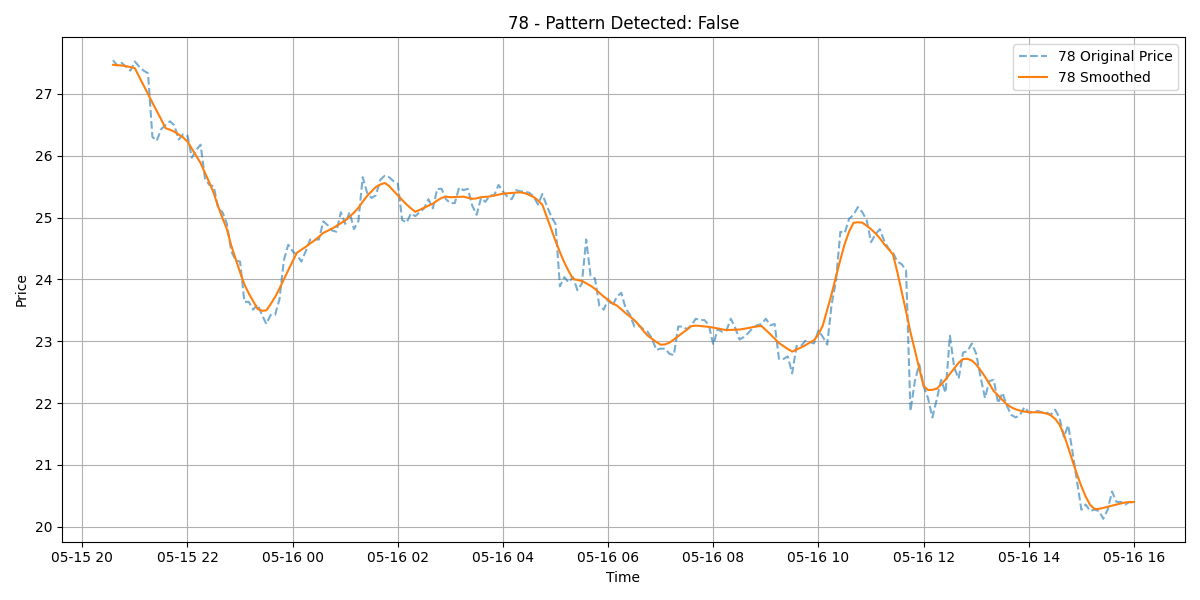 78 - Pattern Detected: False
78 Original Price
78 Smoothed
Price
27
26
25
24
23
22
21
20
05-15 20 05-15 22 05-16 00 05-16 02 05-16 04 05-16 06 05-16 08 05-16 10 05-16 12 05-16 14 05-16 16
Time